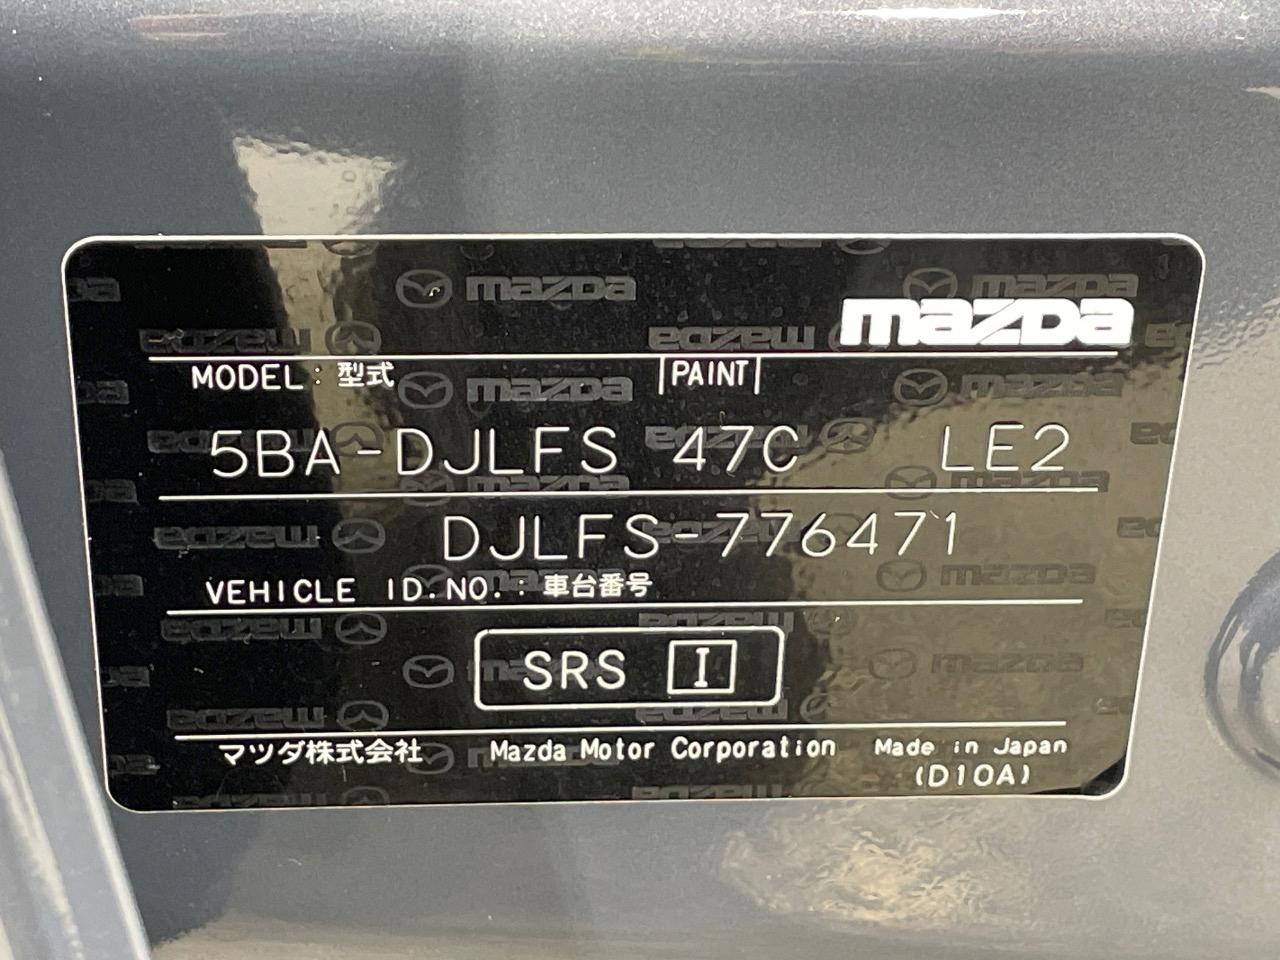 mazda
MODEL: 型式 PAINT
5BA-DJLFS 47C LE2
DJLFS-776471
VEHICLE ID.NO.: 車台番号
SRS I
マツダ株式会社 Mazda Motor Corporation Made in Japan
(D10A)